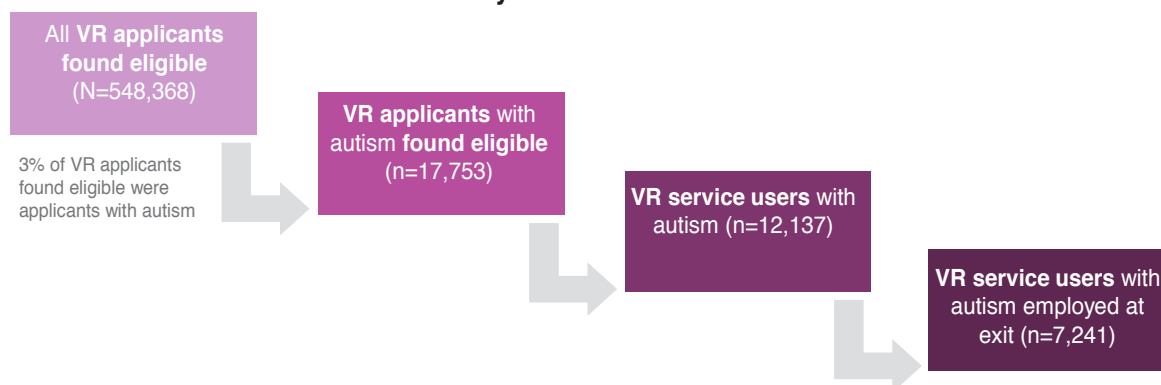 All VR applicants
found eligible
(N=548,368)
3% of VR applicants
found eligible were
applicants with autism
VR applicants with
autism found eligible
(n=17,753)
VR service users with
autism (n=12,137)
VR service users with
autism employed at
exit (n=7,241)